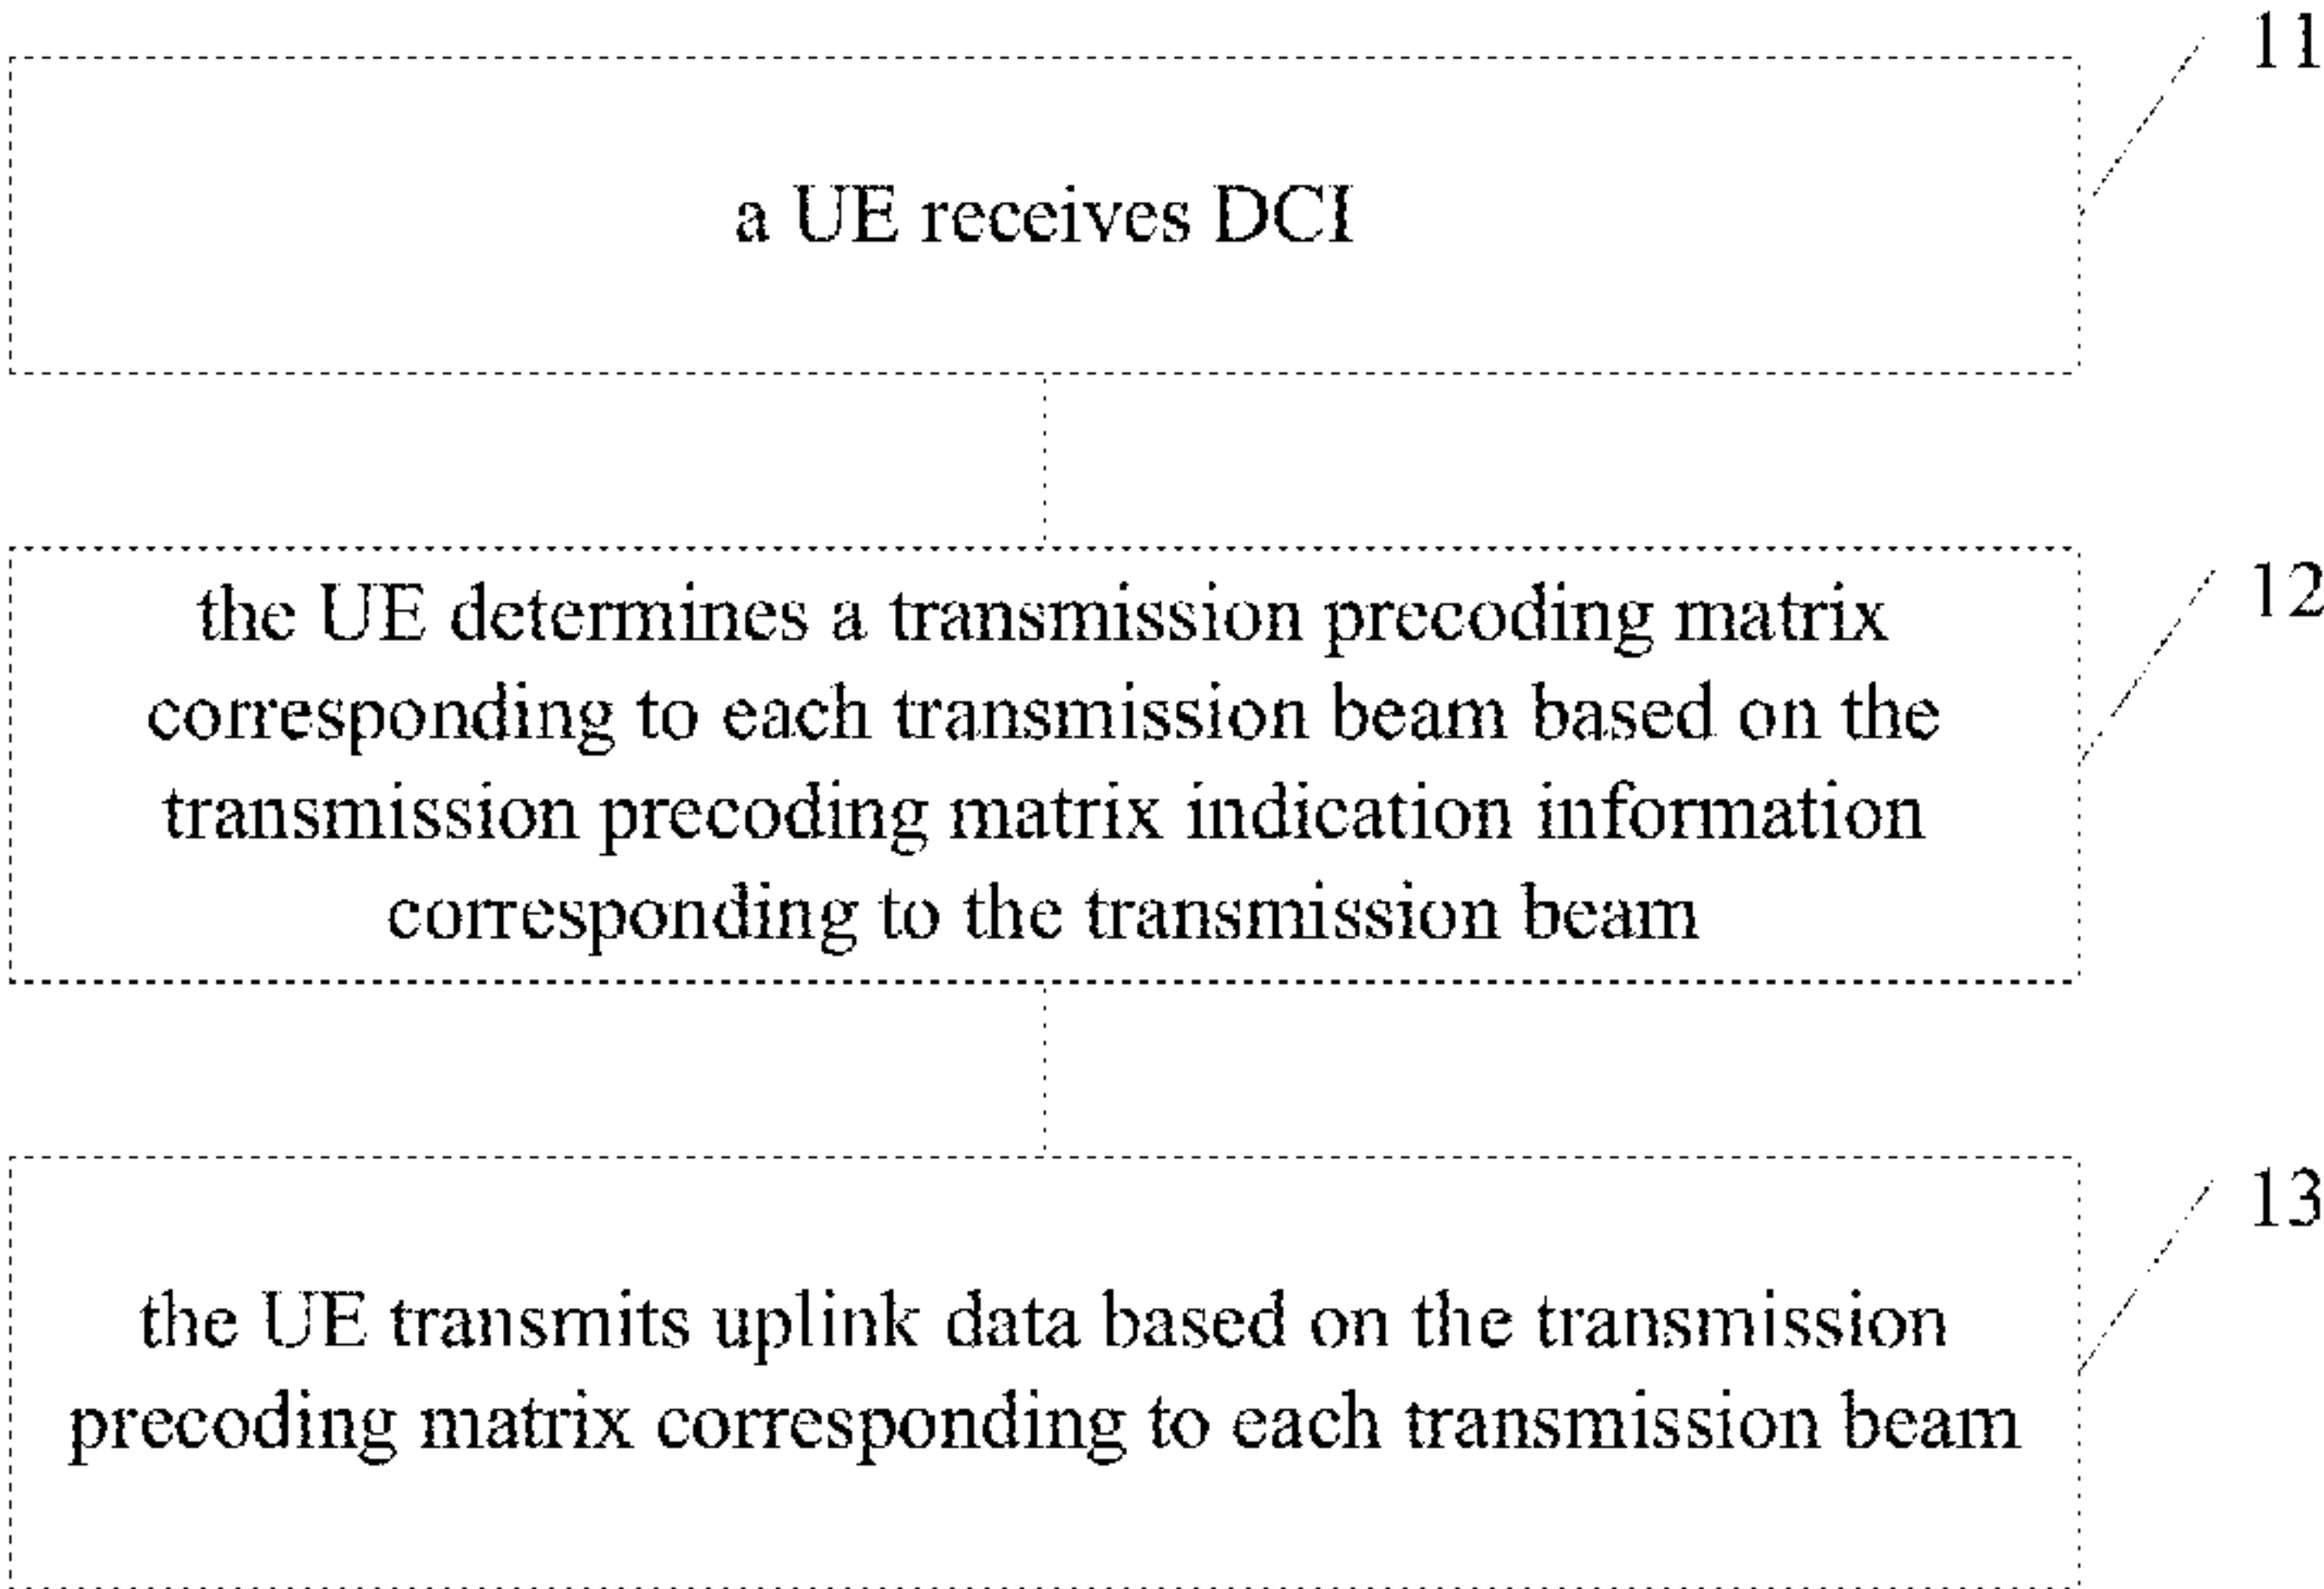 11
a UE receives DCI
12
the UE determines a transmission precoding matrix
corresponding to each transmission beam based on the
transmission precoding matrix indication information
corresponding to the transmission beam
13
the UE transmits uplink data based on the transmission
precoding matrix corresponding to each transmission beam